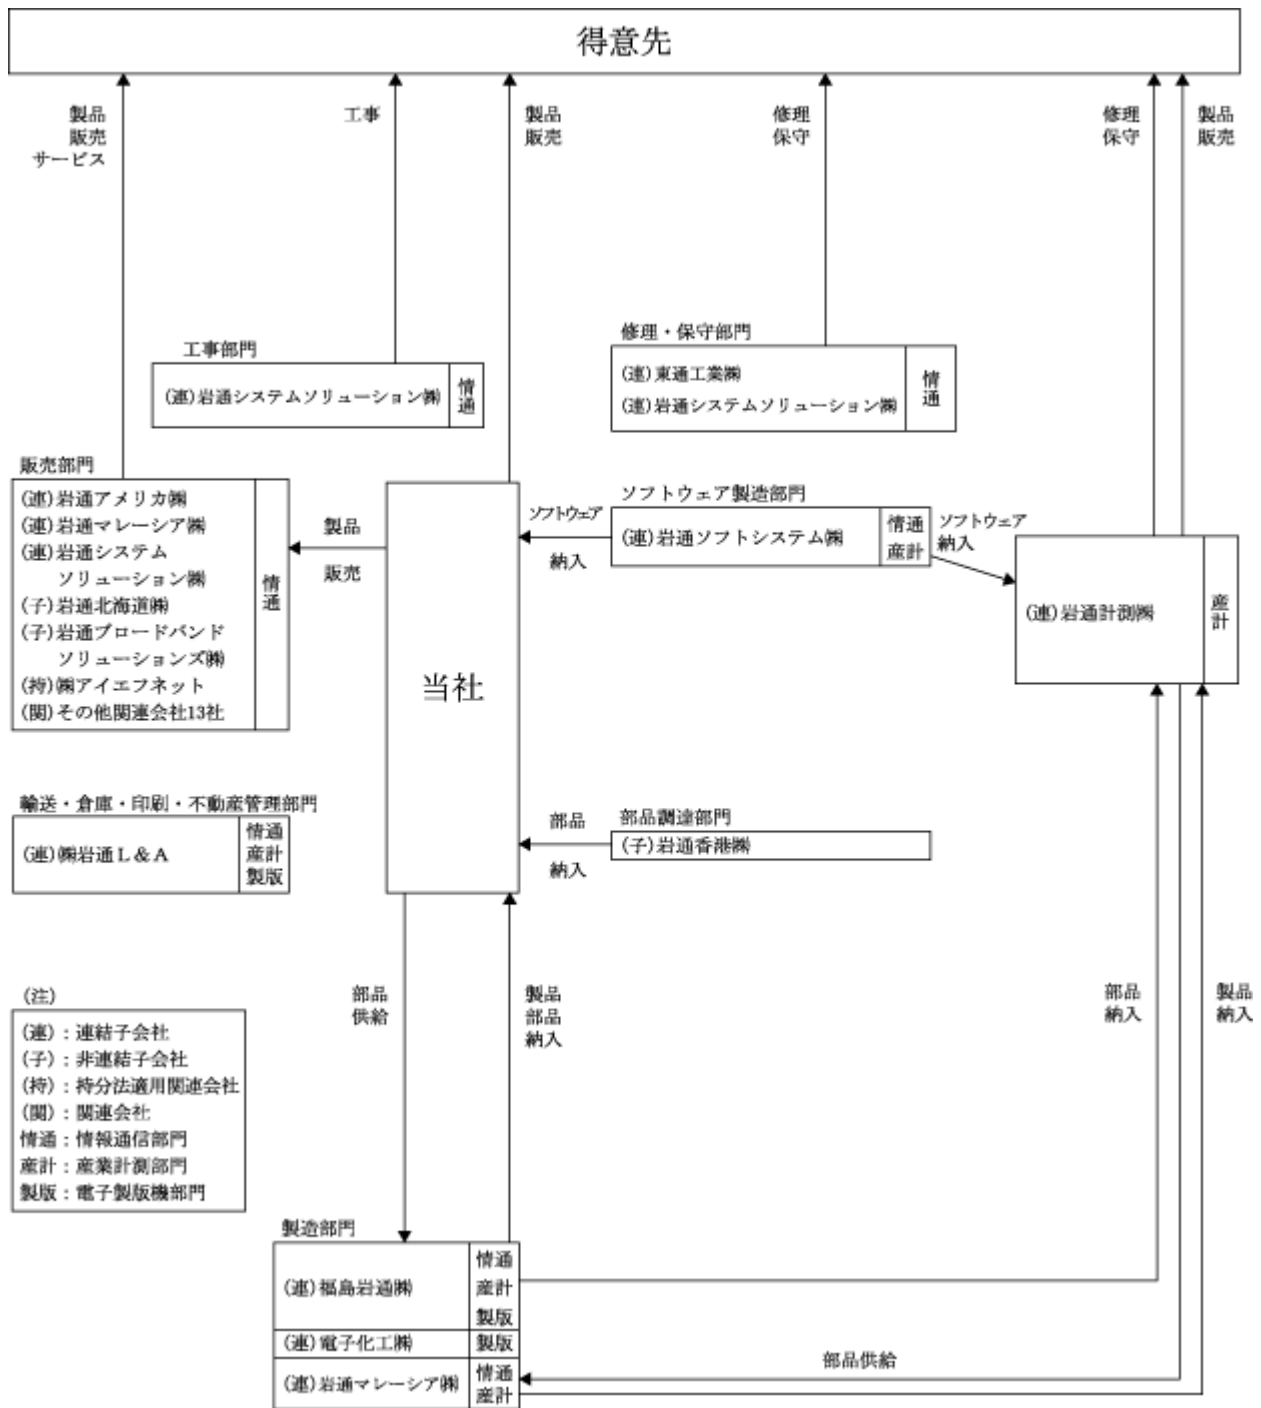 得意先
製品
販売
サービス
工事
製品
販売
修理
保守
修理
保守
製品
販売
工事部門
(連)岩通システムソリューション㈱
情通
修理・保守部門
(連)東通工業㈱
(連)岩通システムソリューション㈱
情通
販売部門
(連)岩通アメリカ㈱
(連)岩通マレーシア㈱
(連)岩通システム
ソリューション㈱
(子)岩通北海道㈱
(子)岩通ブロードバンド
ソリューションズ㈱
(持)㈱アイエフネット
(関)その他関連会社13社
情通
製品
販売
当社
ソフトウェア
納入
ソフトウェア製造部門
(連)岩通ソフトシステム㈱
情通
産計
ソフトウェア
納入
(連)岩通計測㈱
産計
輸送・倉庫・印刷・不動産管理部門
(連)㈱岩通L＆A
情通
産計
製版
部品
納入
部品調達部門
(子)岩通香港㈱
部品
供給
製品
部品
納入
部品
納入
製品
納入
(注)
(連)：連結子会社
(子)：非連結子会社
(持)：持分法適用関連会社
(関)：関連会社
情通：情報通信部門
産計：産業計測部門
製版：電子製版機部門
製造部門
(連)福島岩通㈱
情通
産計
製版
(連)電子化工㈱
製版
(連)岩通マレーシア㈱
情通
産計
部品供給